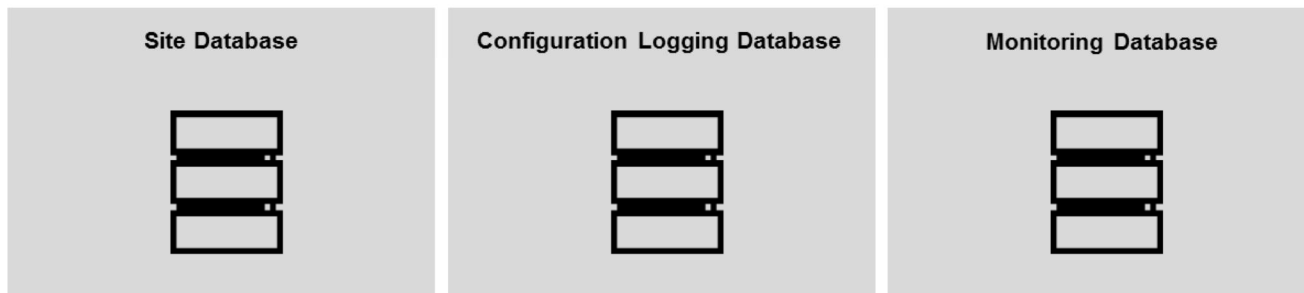 Site Database
Configuration Logging Database
Monitoring Database